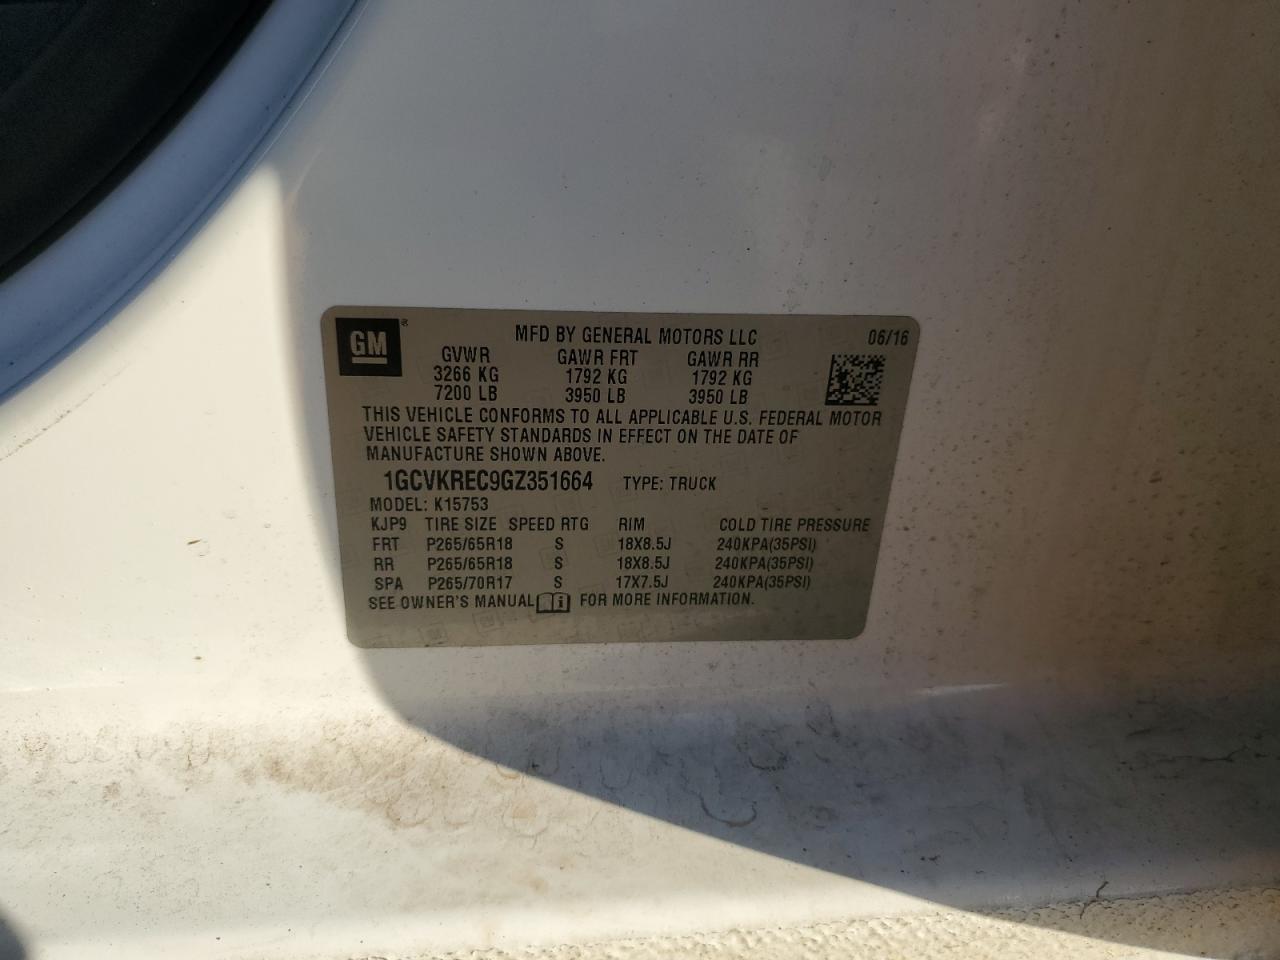 GM® MFD BY GENERAL MOTORS LLC 06/16
GVWR GAWR FRT GAWR RR
3266 KG 1792 KG 1792 KG
7200 LB 3950 LB 3950 LB
THIS VEHICLE CONFORMS TO ALL APPLICABLE U.S. FEDERAL MOTOR
VEHICLE SAFETY STANDARDS IN EFFECT ON THE DATE OF
MANUFACTURE SHOWN ABOVE.
1GCVKREC9GZ351664 TYPE: TRUCK
MODEL: K15753
KJP9 TIRE SIZE SPEED RTG RIM COLD TIRE PRESSURE
FRT P265/65R18 S 18X8.5J 240KPA(35PSI)
RR P265/65R18 S 18X8.5J 240KPA(35PSI)
SPA P265/70R17 S 17X7.5J 240KPA(35PSI)
SEE OWNER'S MANUAL i FOR MORE INFORMATION.